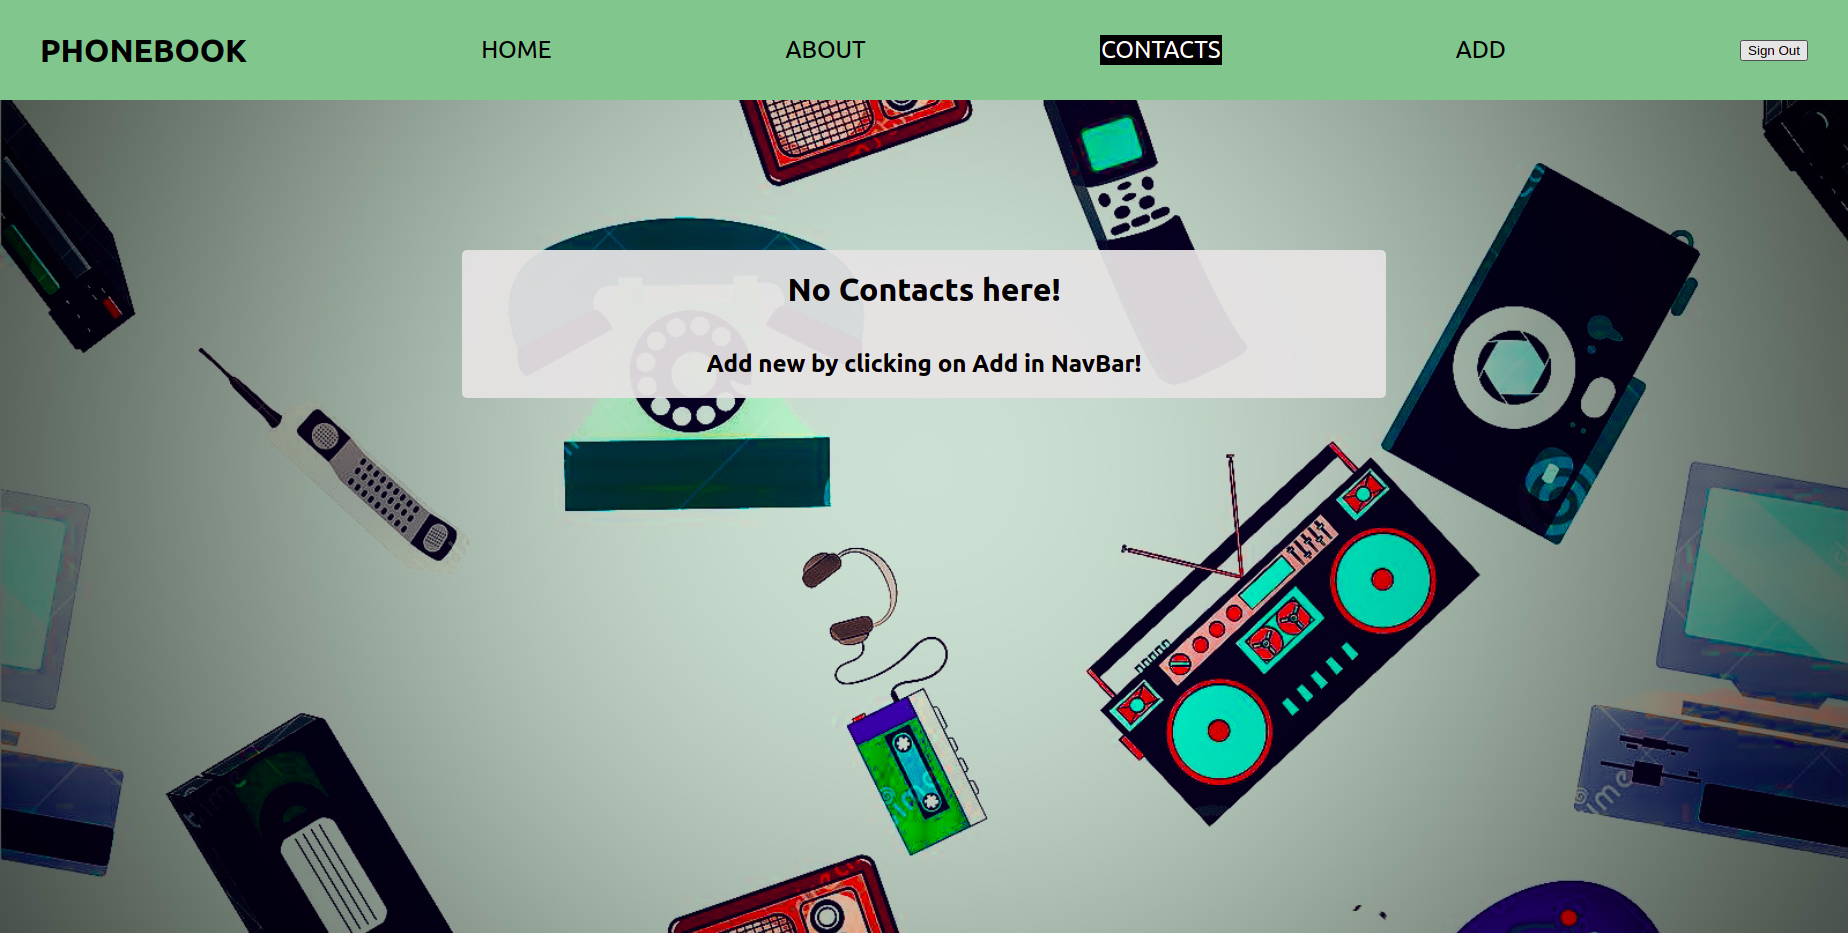 PHONEBOOK HOME ABOUT CONTACTS ADD Sign Out
No Contacts here!
Add new by clicking on Add in NavBar!